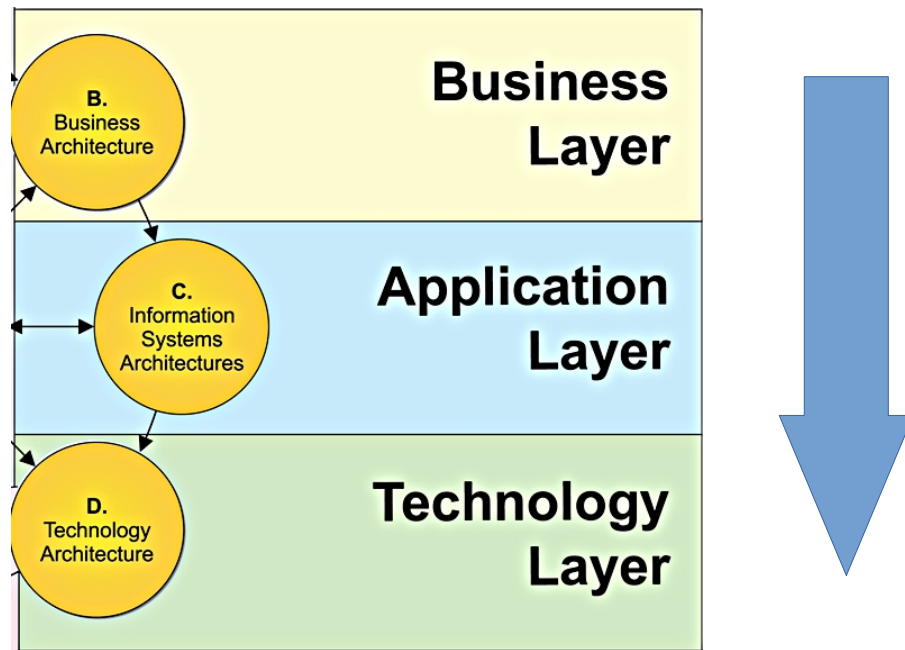 B.
Business
Architecture
Business
Layer
C.
Information
Systems
Architectures
Application
Layer
D.
Technology
Architecture
Technology
Layer